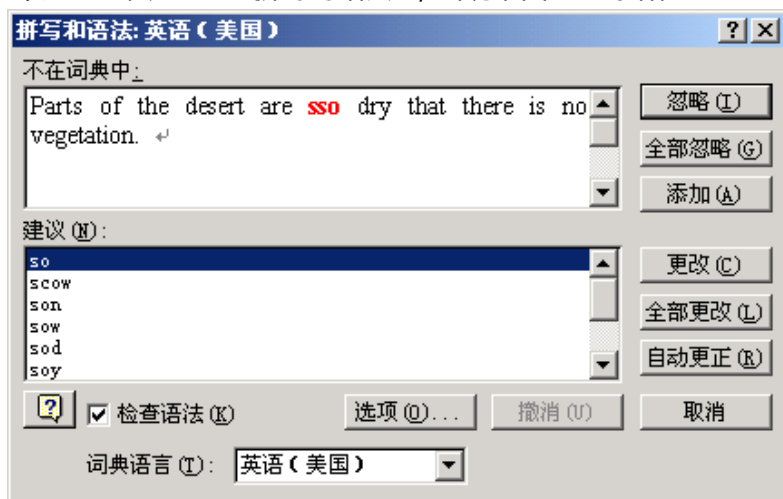 拼写和语法: 英语(美国)
不在词典中:
Parts of the desert are sso dry that there is no
vegetation. ↵
忽略(I)
全部忽略(G)
添加(A)
建议(N):
so
scow
son
sow
sod
soy
更改(C)
全部更改(L)
自动更正(R)
检查语法(K)
选项(O)...
撤消(U)
取消
词典语言(T):
英语(美国)